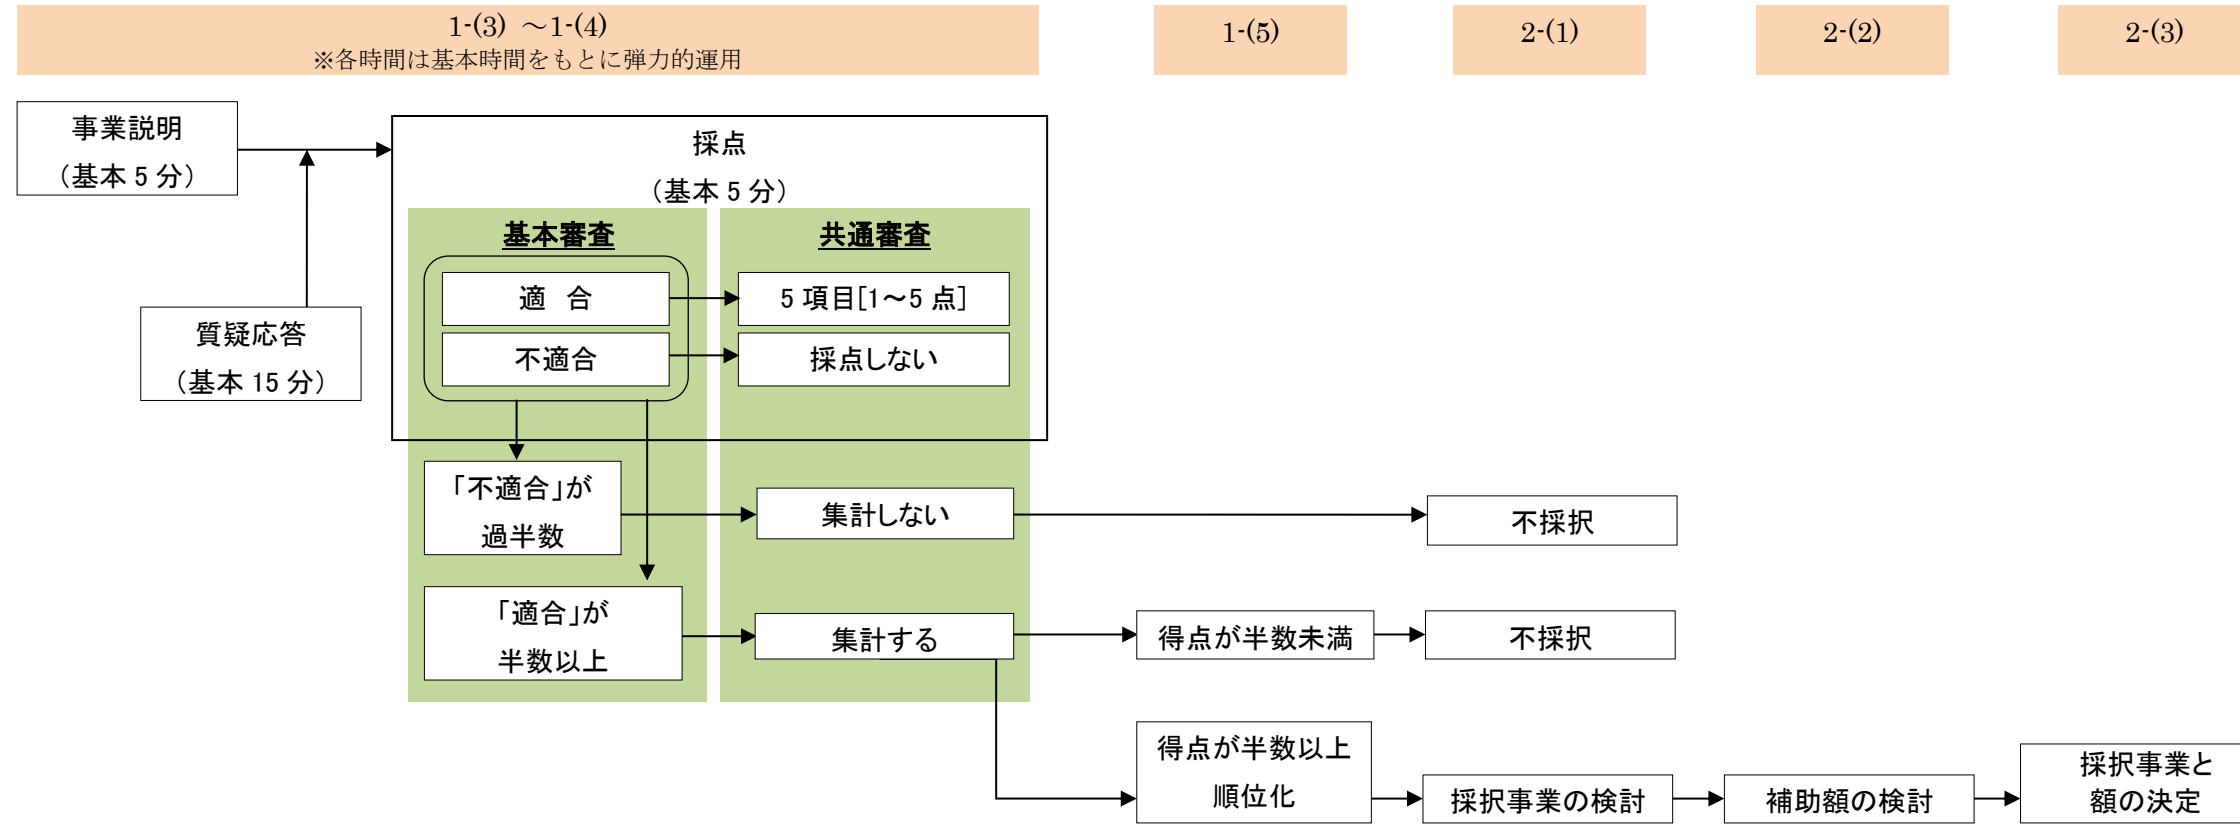 1-(3) ～1-(4)
※各時間は基本時間をもとに弾力的運用
1-(5)
2-(1)
2-(2)
2-(3)
事業説明
（基本 5 分）
質疑応答
（基本 15 分）
採点
（基本 5 分）
基本審査
共通審査
適　合
5 項目[1～5 点]
不適合
採点しない
「不適合」が
過半数
集計しない
不採択
「適合」が
半数以上
集計する
得点が半数未満
不採択
得点が半数以上
順位化
採択事業の検討
補助額の検討
採択事業と
額の決定